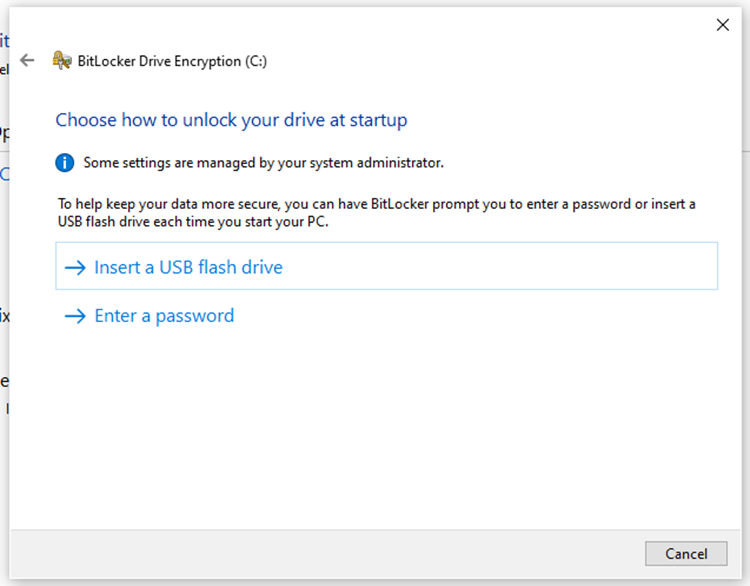 BitLocker Drive Encryption (C:)
Choose how to unlock your drive at startup
Some settings are managed by your system administrator.
To help keep your data more secure, you can have BitLocker prompt you to enter a password or insert a
USB flash drive each time you start your PC.
Insert a USB flash drive
Enter a password
Cancel